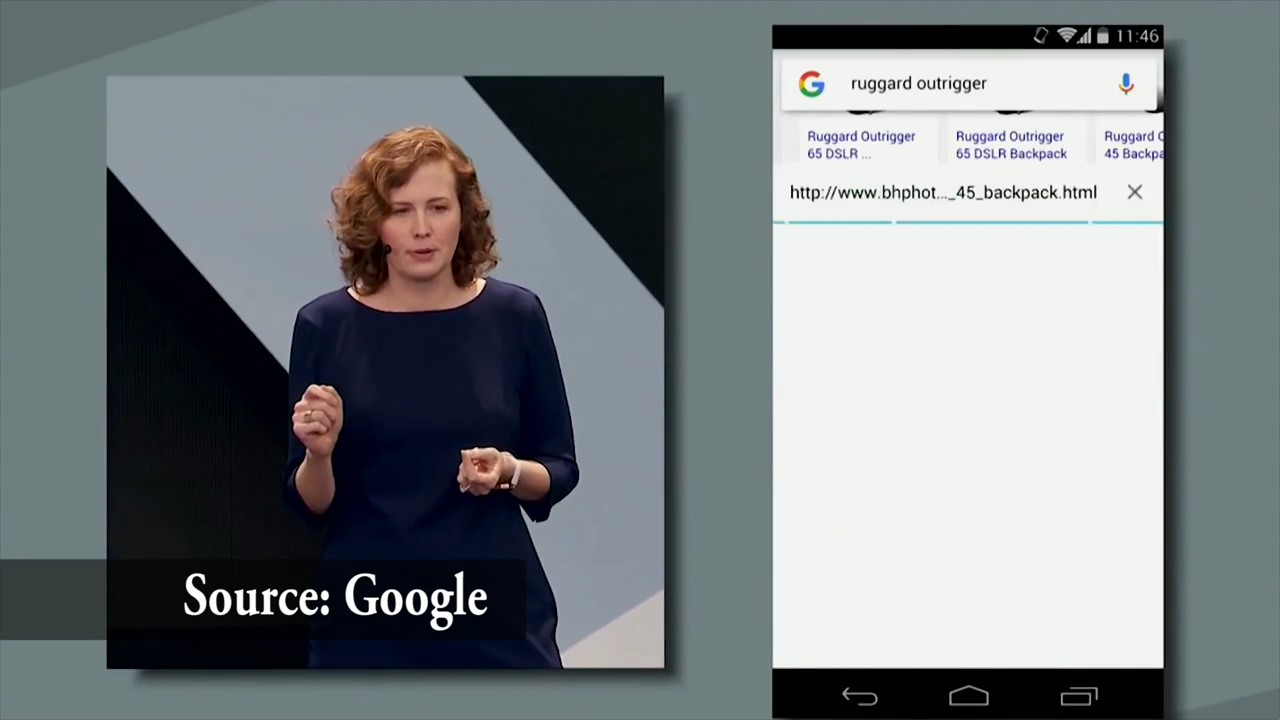 Source: Google
11:46
ruggard outrigger
Ruggard Outrigger
65 DSLR ...
Ruggard Outrigger
65 DSLR Backpack
Ruggard
45
http://www.bhphot..._45_backpack.html